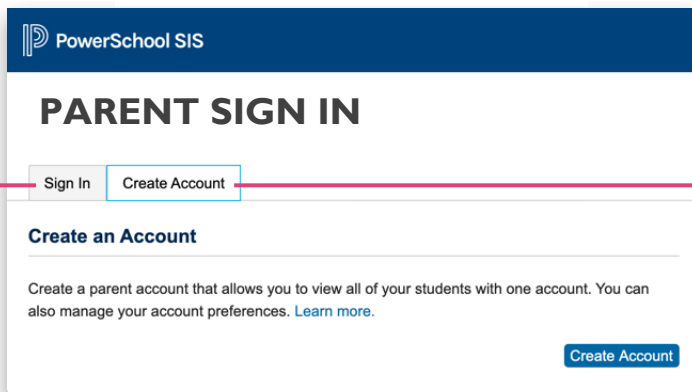 PowerSchool SIS
PARENT SIGN IN
Sign In
Create Account
Create an Account
Create a parent account that allows you to view all of your students with one account. You can
also manage your account preferences. Learn more.
Create Account